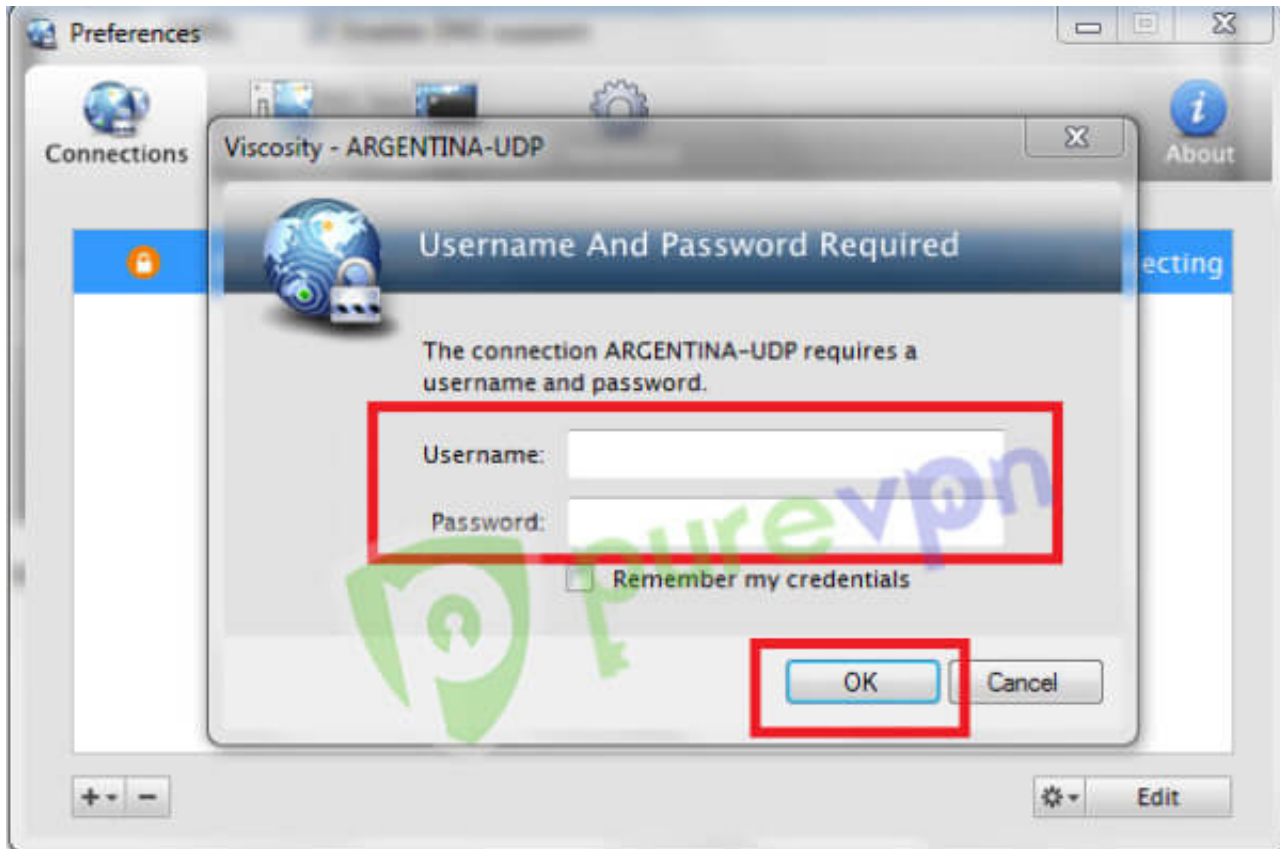 Preferences
Connections
About
Viscosity - ARGENTINA-UDP
Username And Password Required
ecting
The connection ARGENTINA-UDP requires a
username and password.
Username:
Password:
purevpn
Remember my credentials
OK
Cancel
Edit